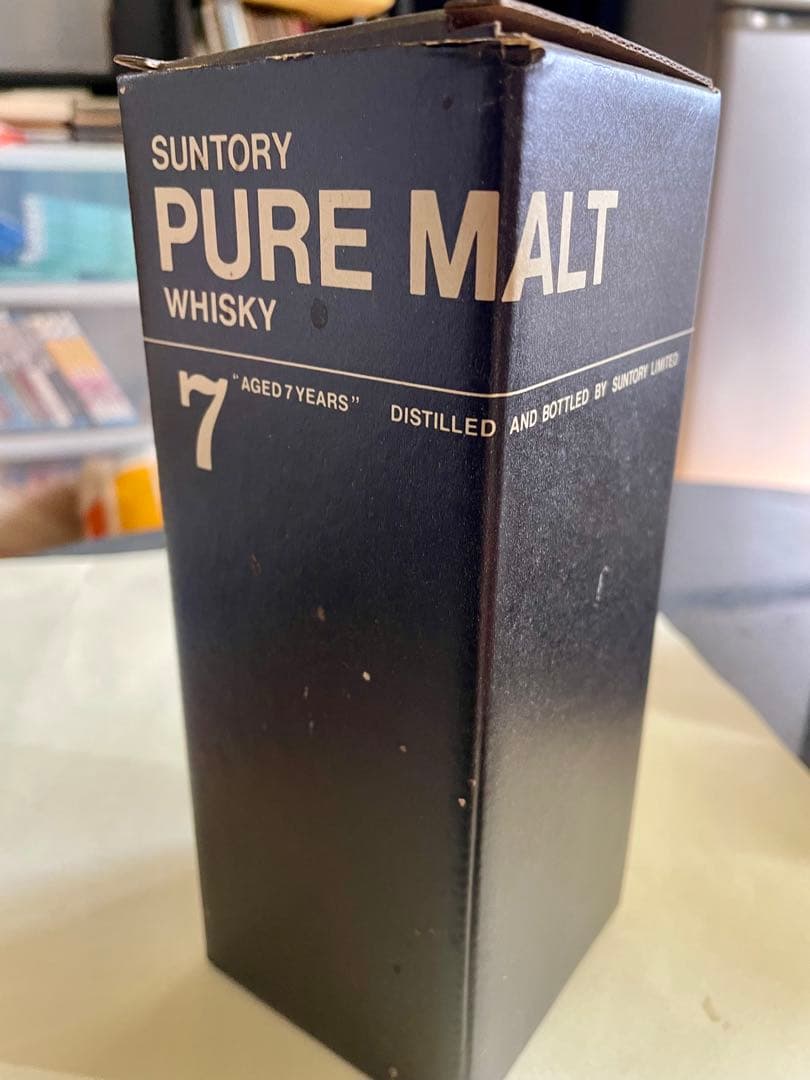 SUNTORY
PURE MALT
WHISKY
7 "AGED 7 YEARS" DISTILLED AND BOTTLED BY SUNTORY LIMITED